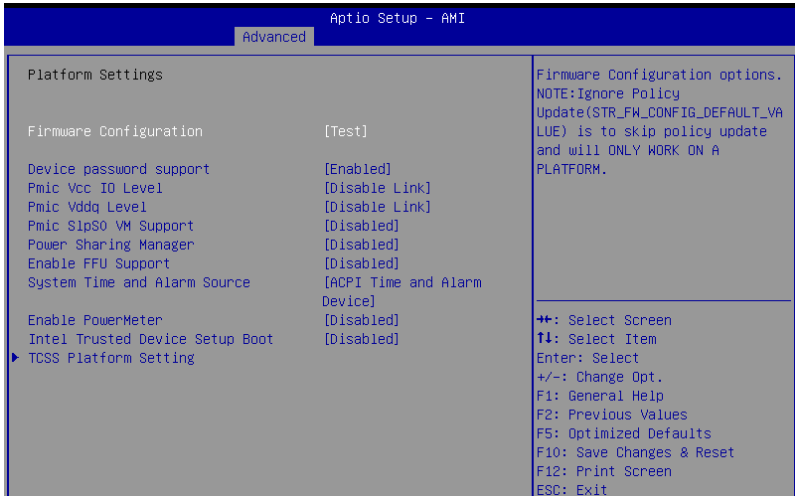 Aptio Setup – AMI
Advanced
Platform Settings
Firmware Configuration [Test]
Device password support [Enabled]
Pmic Vcc IO Level [Disable Link]
Pmic Vddq Level [Disable Link]
Pmic SlpS0 VM Support [Disabled]
Power Sharing Manager [Disabled]
Enable FFU Support [Disabled]
System Time and Alarm Source [ACPI Time and Alarm
Device]
Enable PowerMeter [Disabled]
Intel Trusted Device Setup Boot [Disabled]
TCSS Platform Setting
Firmware Configuration options.
NOTE:Ignore Policy
Update(STR_FW_CONFIG_DEFAULT_VA
LUE) is to skip policy update
and will ONLY WORK ON A
PLATFORM.
→←: Select Screen
↑↓: Select Item
Enter: Select
+/-: Change Opt.
F1: General Help
F2: Previous Values
F5: Optimized Defaults
F10: Save Changes & Reset
F12: Print Screen
ESC: Exit